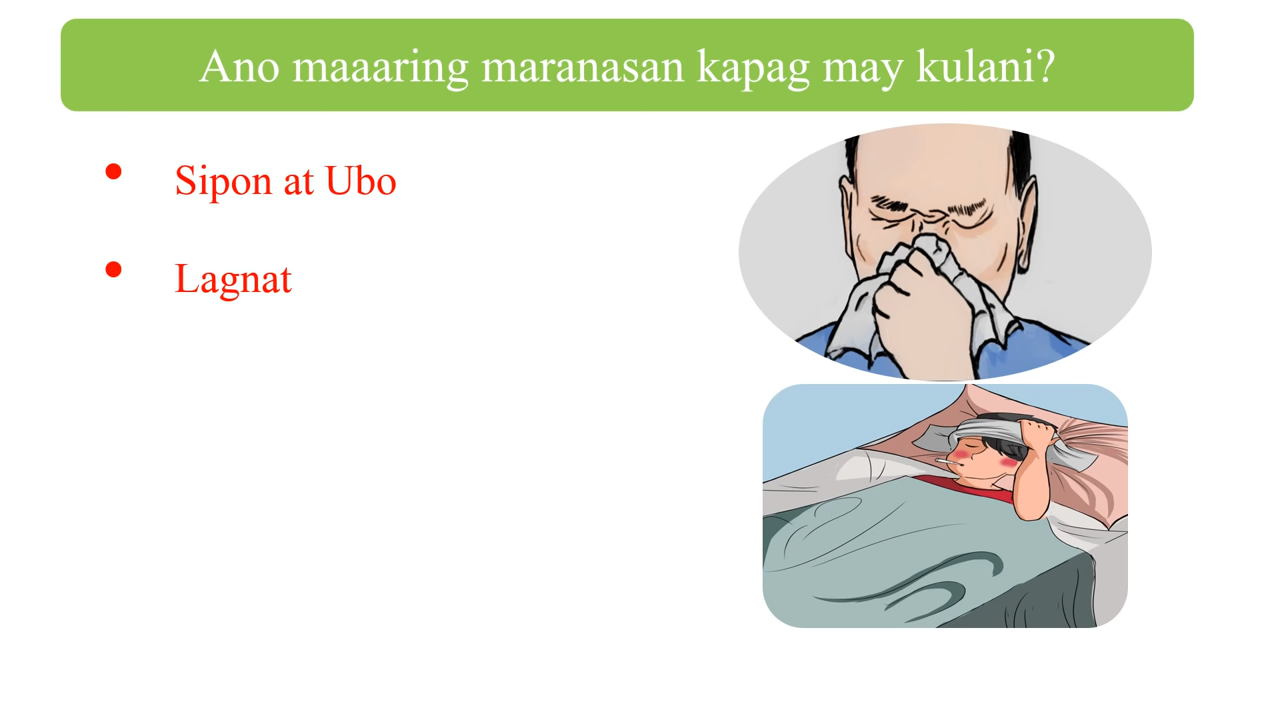 Ano maaaring maranasan kapag may kulani?
• Sipon at Ubo
• Lagnat